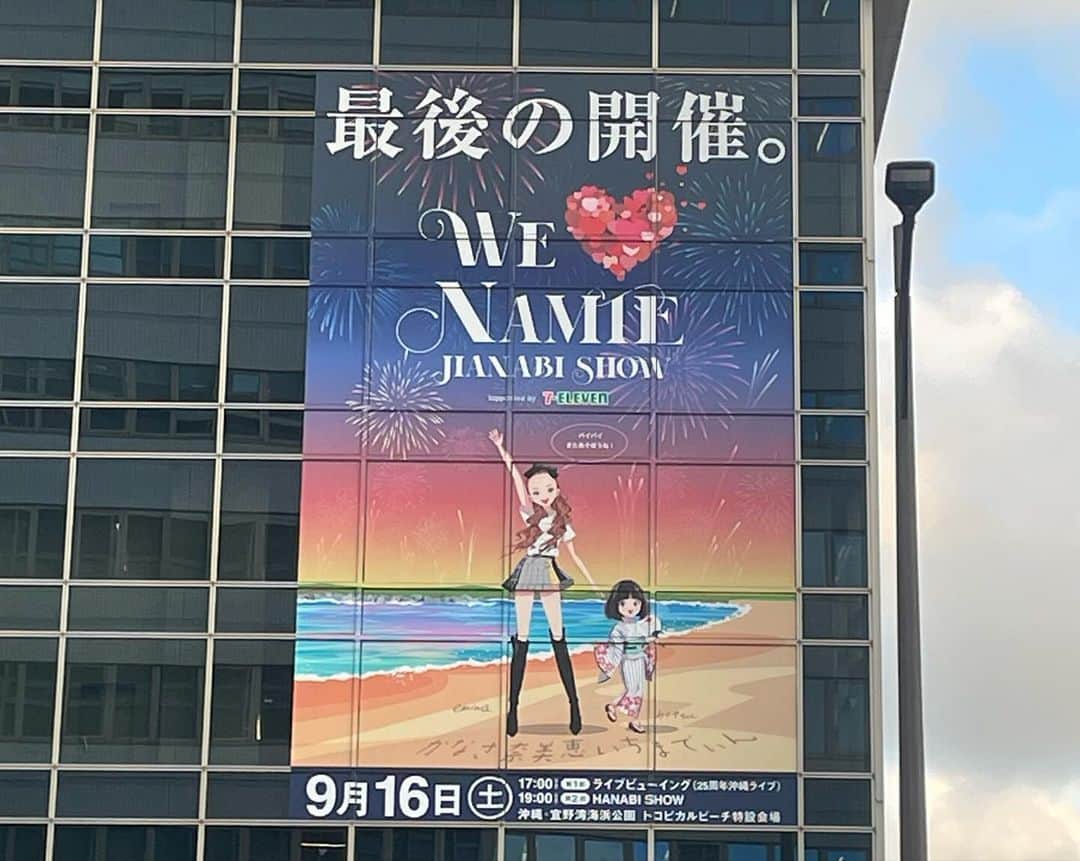 最後の開催。
WE
NAMIE
HANABI SHOW
Supported by 7-ELEVEN
バイバイ
またあそぼうね!
かなさ奈美恵いちまでぃん
9月16日(土)
17:00 第1部 ライブビューイング(25周年沖縄ライブ)
19:00 第2部 HANABI SHOW
沖縄・宜野湾海浜公園 トロピカルビーチ特設会場